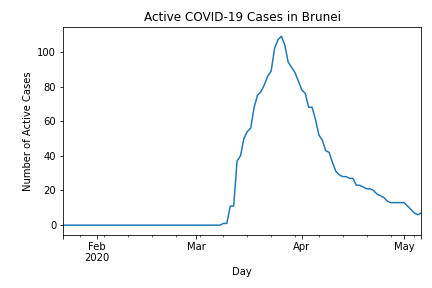 Active COVID-19 Cases in Brunei
Number of Active Cases
100
80
60
40
20
0
Feb Mar Apr May
2020
Day